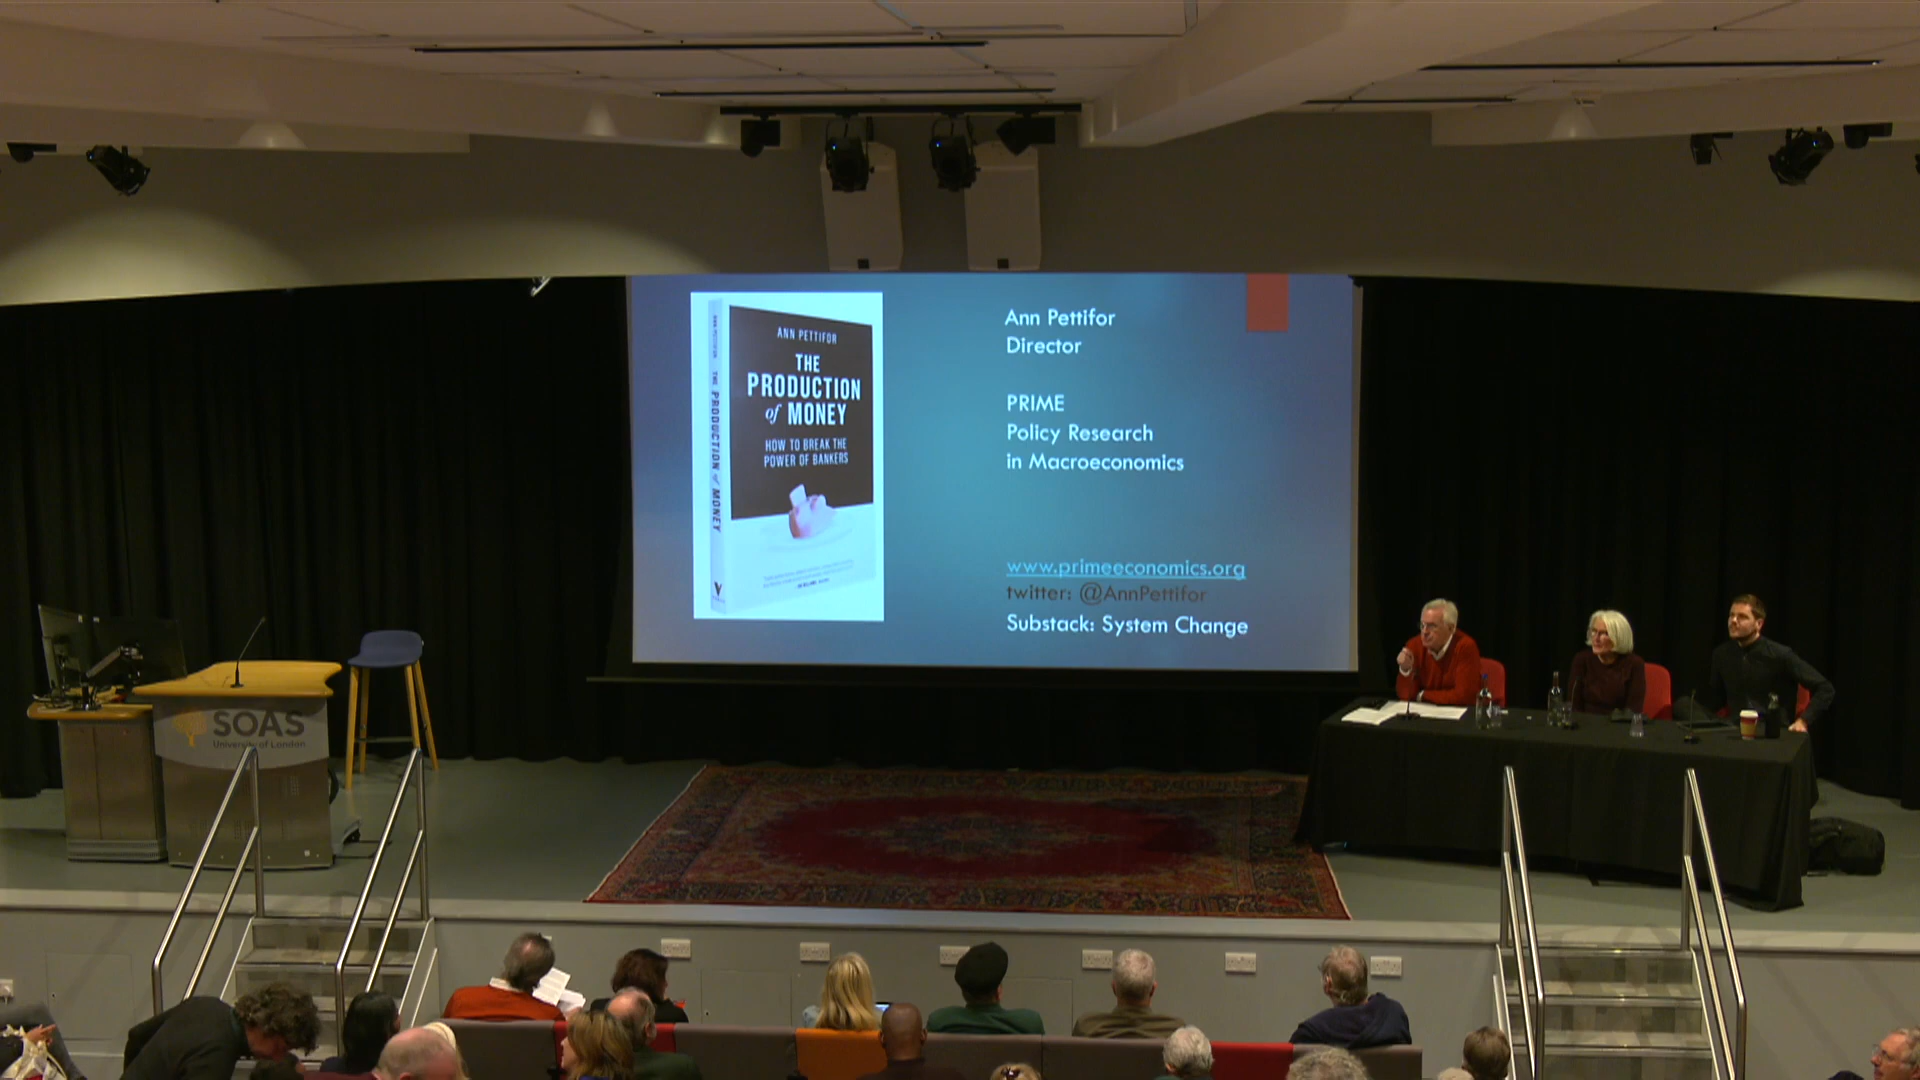 ANN PETTIFOR
THE
PRODUCTION
of MONEY
HOW TO BREAK THE
POWER OF BANKERS
ANN PETTIFOR THE PRODUCTION of MONEY
V
Ann Pettifor
Director
PRIME
Policy Research
in Macroeconomics
www.primeeconomics.org
twitter: @AnnPettifor
Substack: System Change
SOAS
University of London